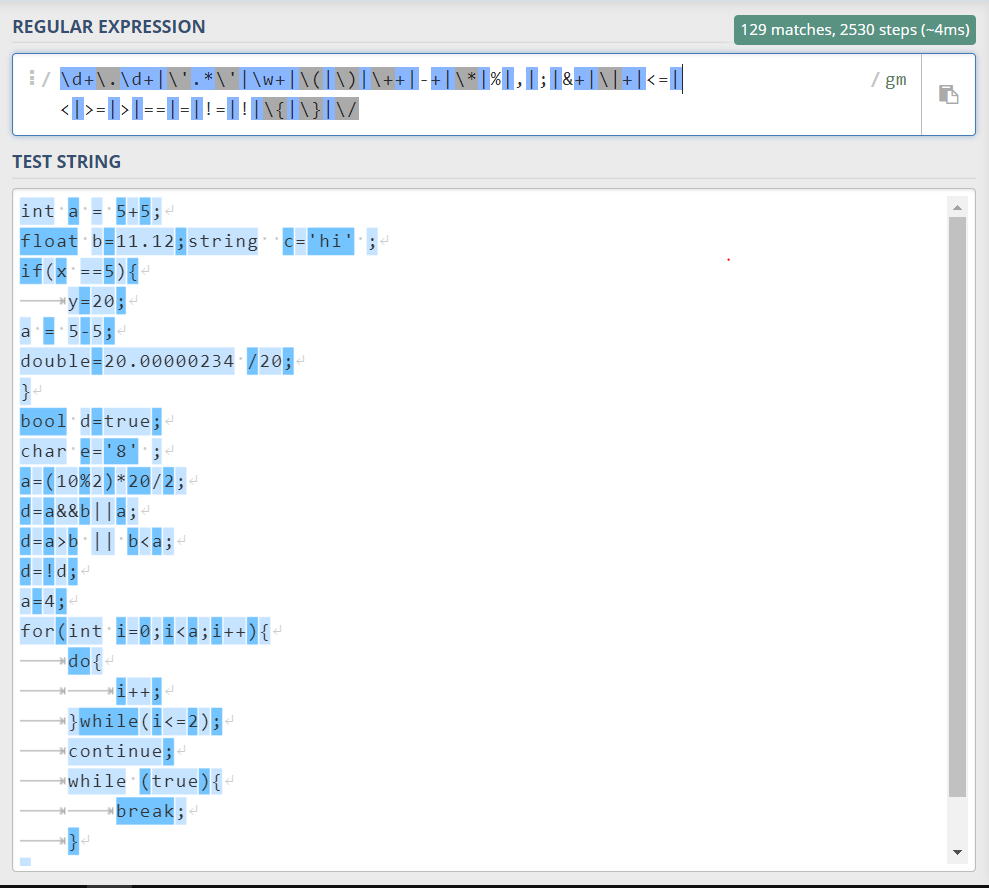 REGULAR EXPRESSION
129 matches, 2530 steps (~4ms)
/ \d+\.\d+|\'.*\'|\w+|\(|\)|\++|-+|\*|%|,|;|&+|\|+|<=|
<|>=|>|==|=|!=|!|\{|\}|\/
/ gm
TEST STRING
int a = 5+5;
float b=11.12;string  c='hi' ;
if(x ==5){
y=20;
a = 5-5;
double=20.00000234 /20;
}
bool d=true;
char e='8' ;
a=(10%2)*20/2;
d=a&&b||a;
d=a>b || b<a;
d=!d;
a=4;
for(int i=0;i<a;i++){
do{
i++;
}while(i<=2);
continue;
while (true){
break;
}